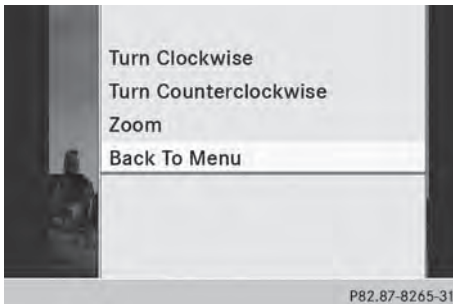 Turn Clockwise
Turn Counterclockwise
Zoom
Back To Menu
P82.87-8265-31